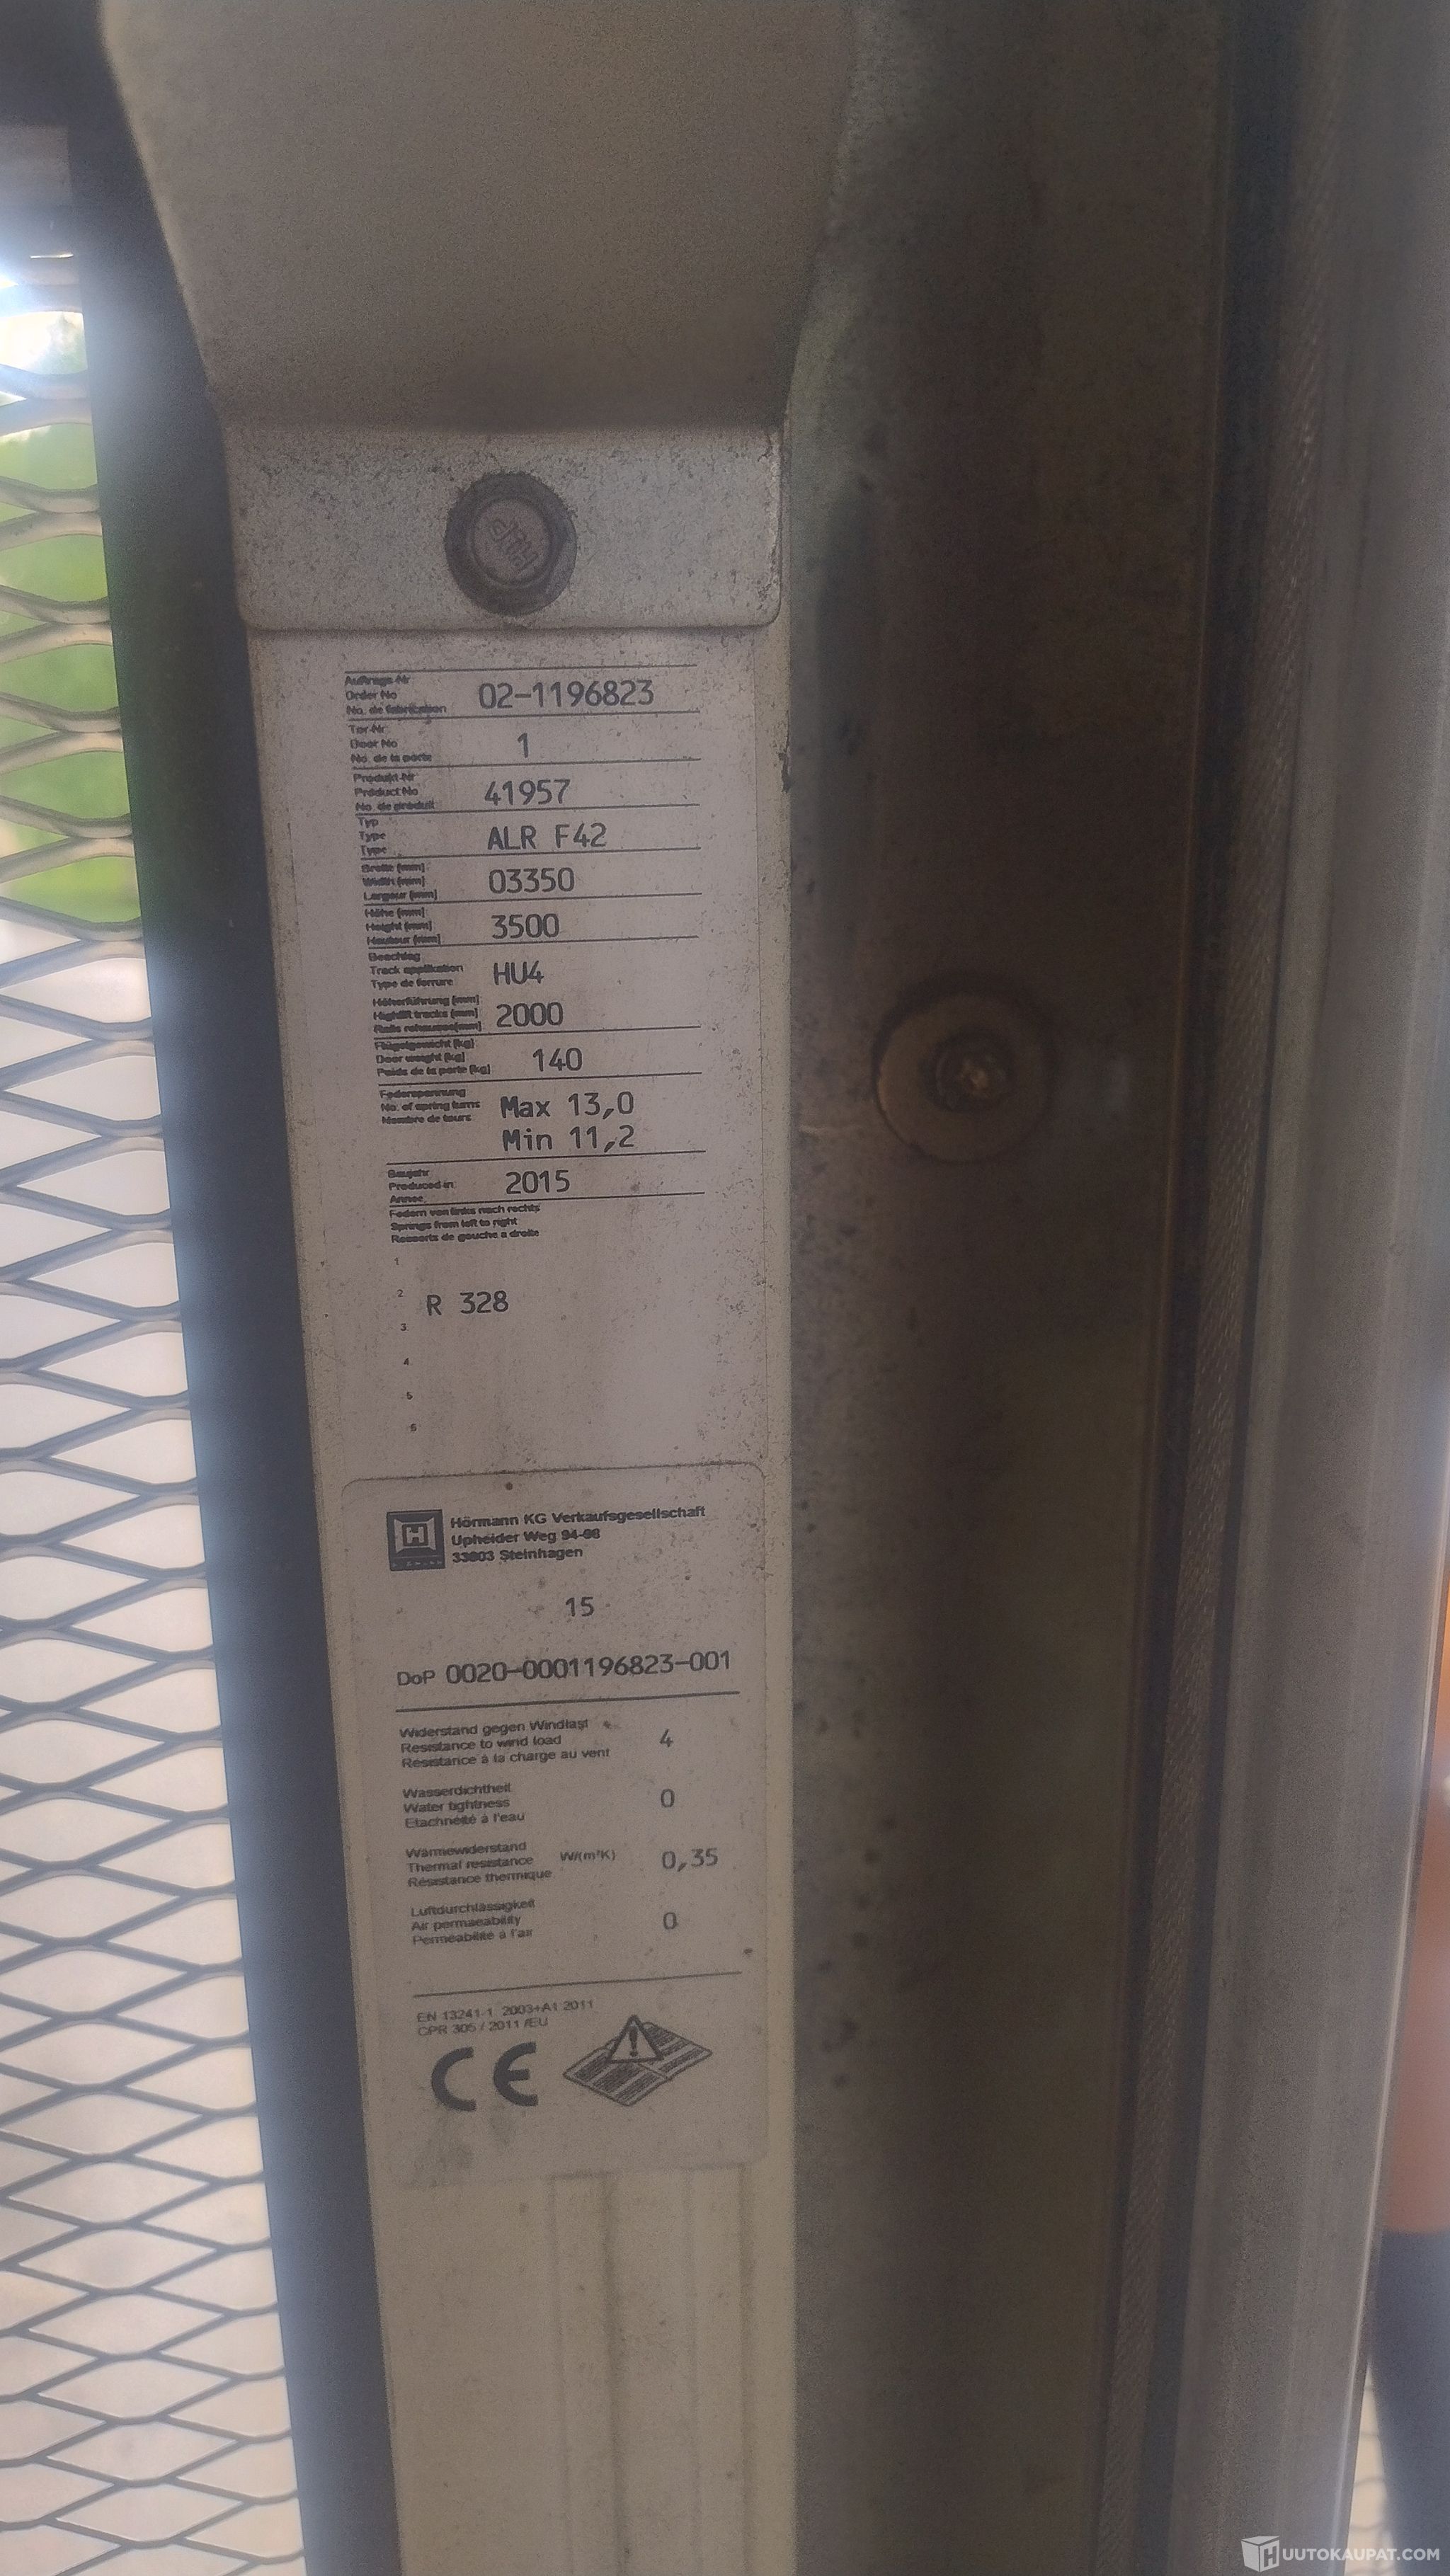 Auftrags-Nr
Order No
No. de fabrication
02-1196823
Tor-Nr
Door No
No. de la porte
1
Produkt-Nr
Product No
No. de produit
41957
Typ
Type
Type
ALR F42
Breite [mm]
Width [mm]
Largeur [mm]
03350
Höhe [mm]
Height [mm]
Hauteur [mm]
3500
Beschlag
Track application
Type de ferrure
HU4
Höherführung [mm]
Highlift tracks [mm]
Rails rehausse[mm]
2000
Flügelgewicht [kg]
Door weight [kg]
Poids de la porte [kg]
140
Federspannung
No. of spring turns
Nombre de tours
Max 13,0
Min 11,2
Baujahr
Produced in
Annee
2015
Federn von links nach rechts
Springs from left to right
Ressorts de gauche a droite
1
2
R 328
3
4
5
6
Hörmann KG Verkaufsgesellschaft
Upheider Weg 94-98
33803 Steinhagen
15
DoP 0020-0001196823-001
Widerstand gegen Windlast
Resistance to wind load
Résistance à la charge au vent
4
Wasserdichtheit
Water tightness
Etachneité à l'eau
0
Wärmewiderstand
Thermal resistance
Résistance thermique
W/(m²K)
0,35
Luftdurchlässigkeit
Air permaeability
Perméabilité à l'air
0
EN 13241-1 2003+A1 2011
CPR 305 / 2011 /EU
CE
HUUTOKAUPAT.COM